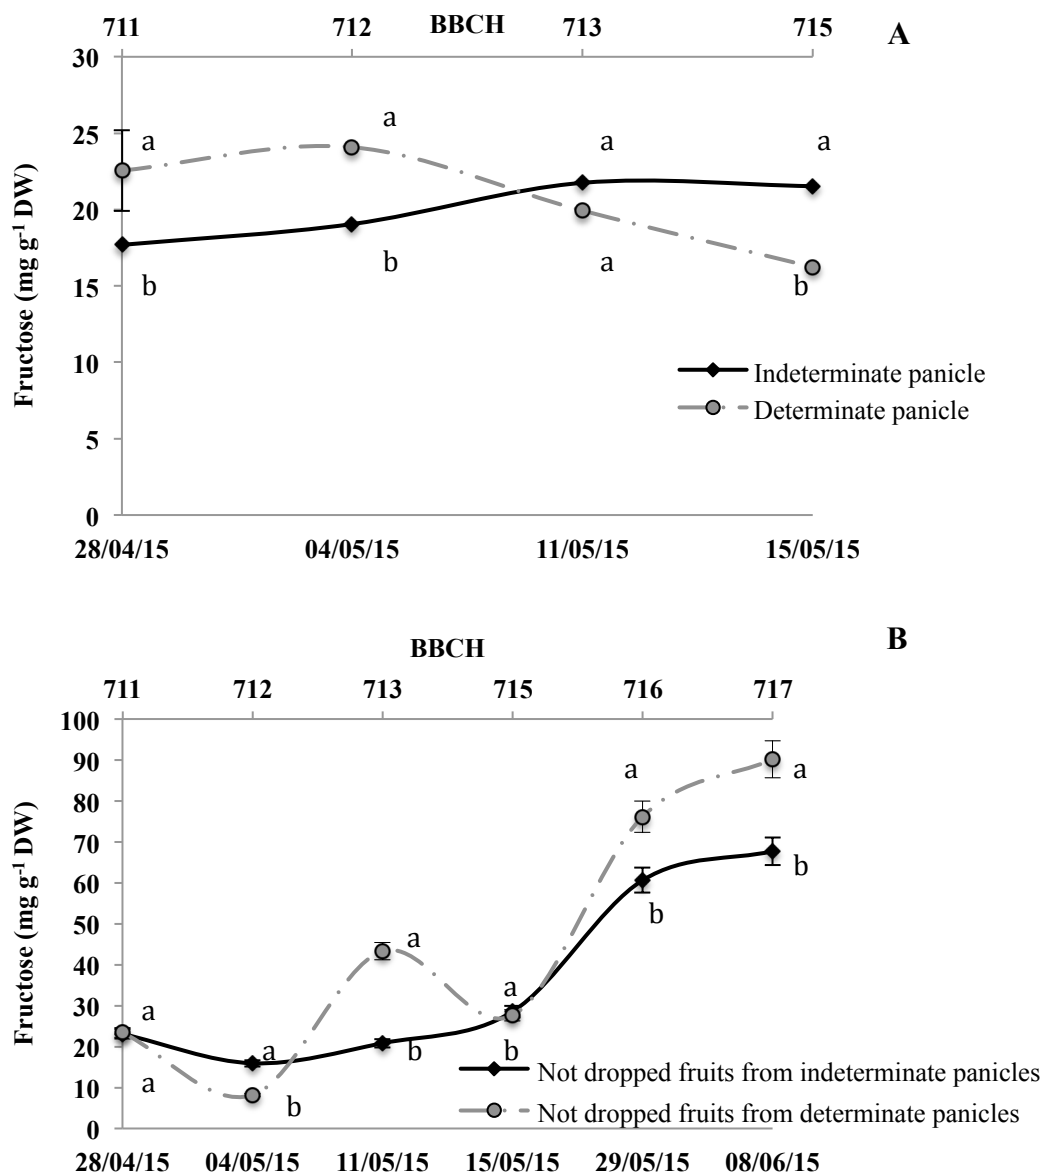 711 712 BBCH 713 715 A
30
25
20
15
10
5
0
Fructose (mg g-1 DW)
a a a a
b b a b
Indeterminate panicle
Determinate panicle
28/04/15 04/05/15 11/05/15 15/05/15
BBCH B
711 712 713 715 716 717
100
90
80
70
60
50
40
30
20
10
0
Fructose (mg g-1 DW)
a a
b b
a
a a
a b b
a b
Not dropped fruits from indeterminate panicles
Not dropped fruits from determinate panicles
28/04/15 04/05/15 11/05/15 15/05/15 29/05/15 08/06/15